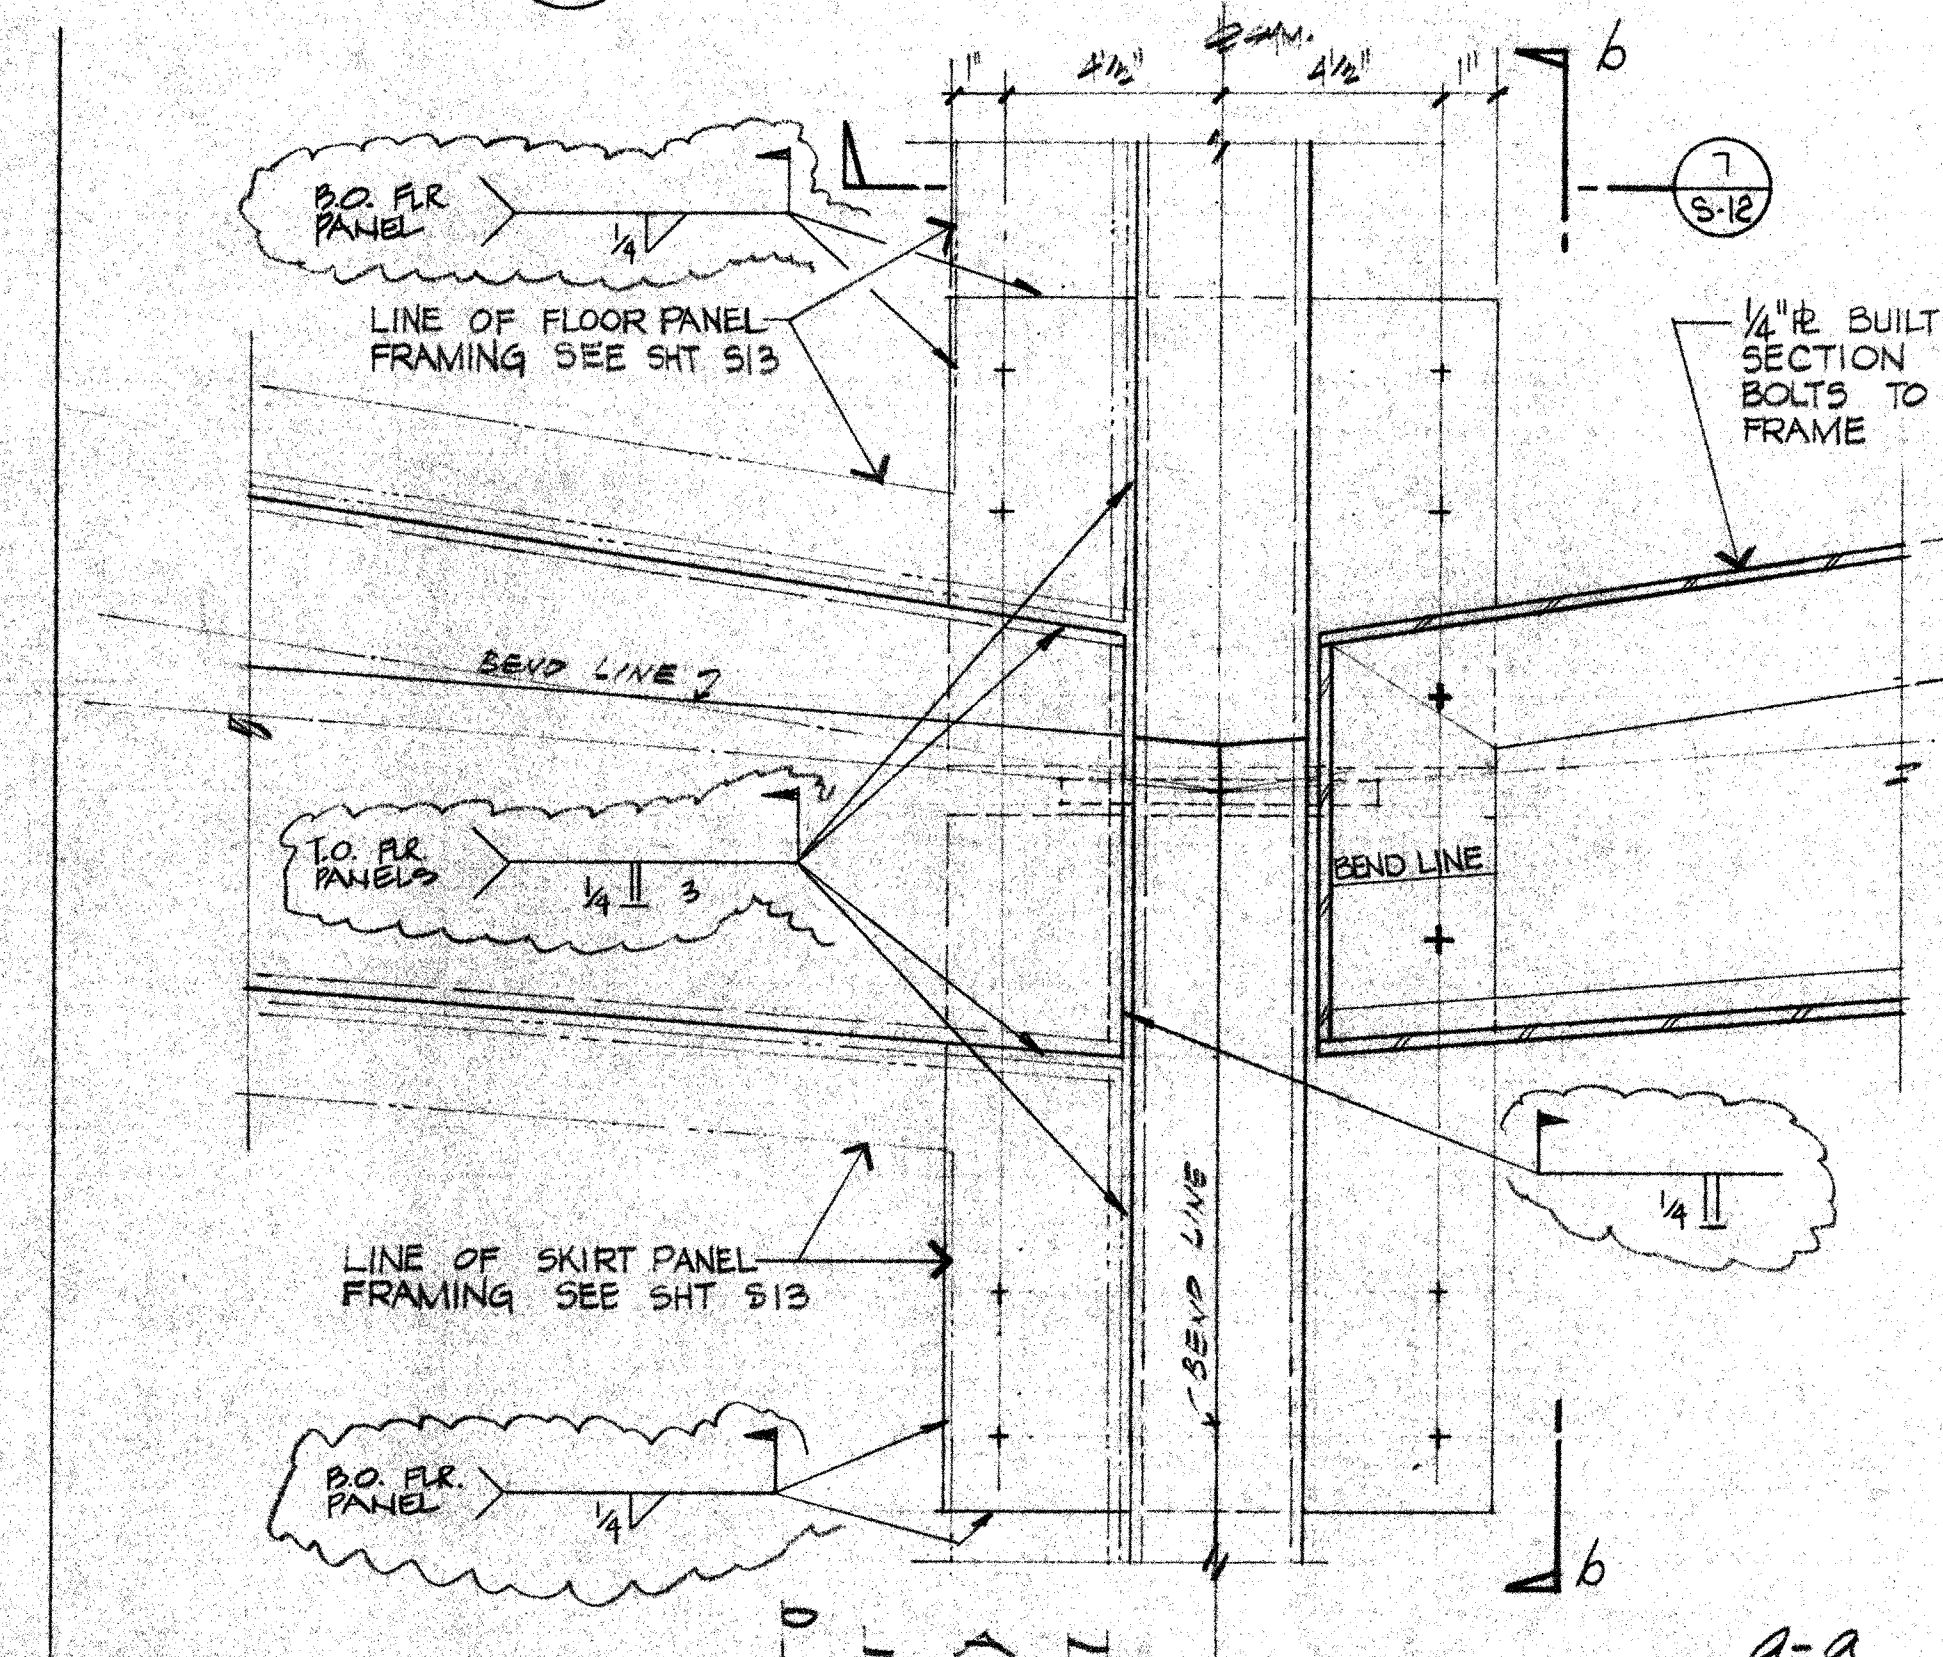 SYM.
1"
4½"
4½"
1"
b
7
S-12
B.O. FLR
PANEL
1/4
LINE OF FLOOR PANEL
FRAMING SEE SHT S13
1/4" ℄ BUILT
SECTION
BOLTS TO
FRAME
BEND LINE
T.O. FLR
PANELS
1/4 3
BEND LINE
1/4
BEND LINE
LINE OF SKIRT PANEL
FRAMING SEE SHT S13
B.O. FLR.
PANEL
1/4
b
a-a